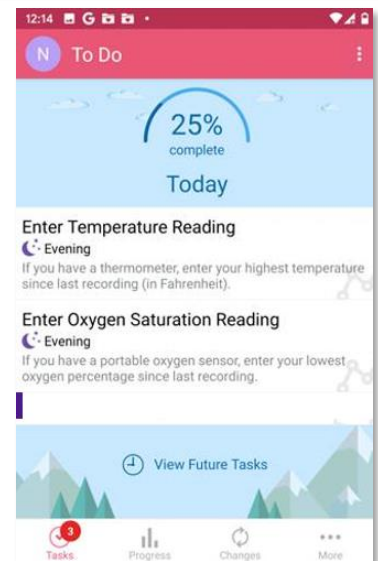 12:14 G
N To Do
25%
complete
Today
Enter Temperature Reading
Evening
If you have a thermometer, enter your highest temperature
since last recording (in Fahrenheit).
Enter Oxygen Saturation Reading
Evening
If you have a portable oxygen sensor, enter your lowest
oxygen percentage since last recording.
View Future Tasks
3
Tasks Progress Changes More